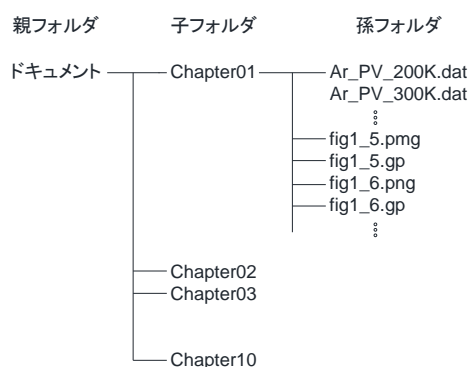 親フォルダ 子フォルダ 孫フォルダ
ドキュメント Chapter01 Ar_PV_200K.dat
Ar_PV_300K.dat
fig1_5.pmg
fig1_5.gp
fig1_6.png
fig1_6.gp
Chapter02
Chapter03
Chapter10